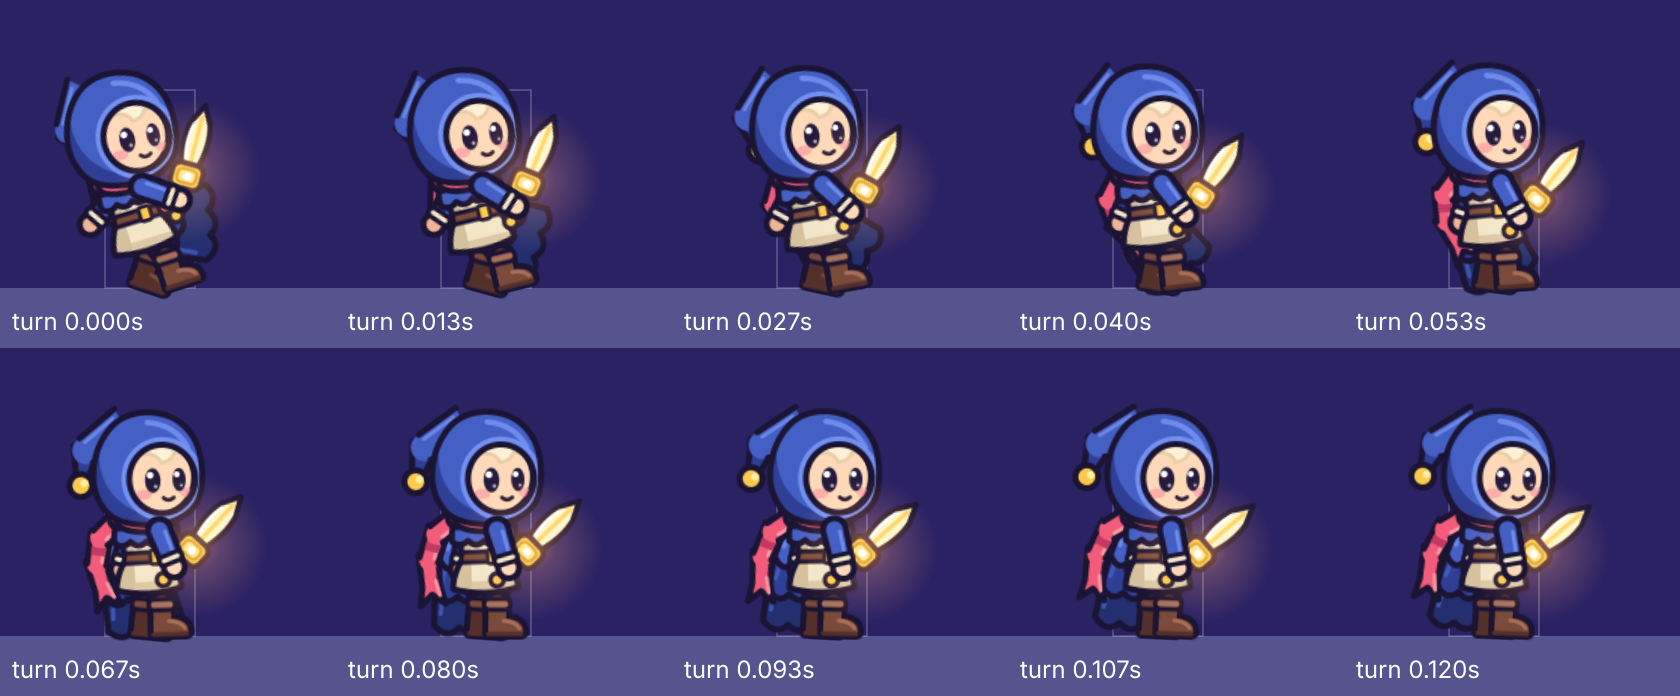 turn 0.000s
turn 0.013s
turn 0.027s
turn 0.040s
turn 0.053s
turn 0.067s
turn 0.080s
turn 0.093s
turn 0.107s
turn 0.120s